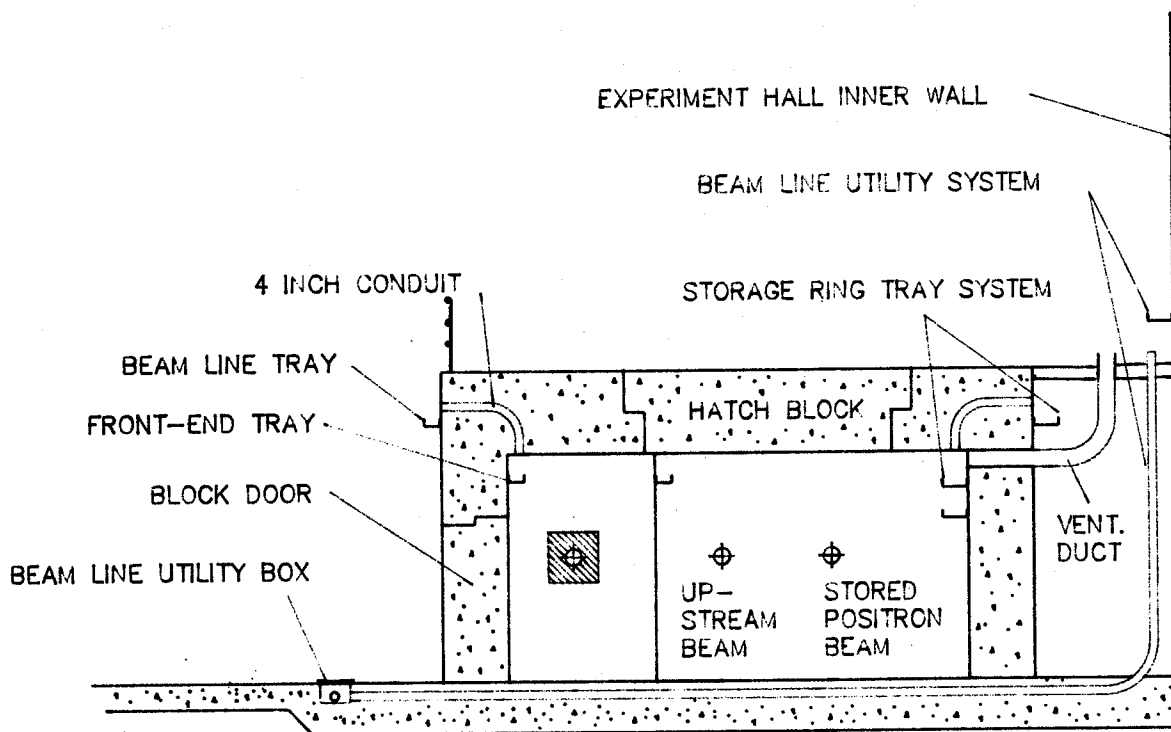 EXPERIMENT HALL INNER WALL
BEAM LINE UTILITY SYSTEM
4 INCH CONDUIT
STORAGE RING TRAY SYSTEM
BEAM LINE TRAY
HATCH BLOCK
FRONT-END TRAY
BLOCK DOOR
VENT.
DUCT
BEAM LINE UTILITY BOX
UP-
STREAM
BEAM
STORED
POSITRON
BEAM